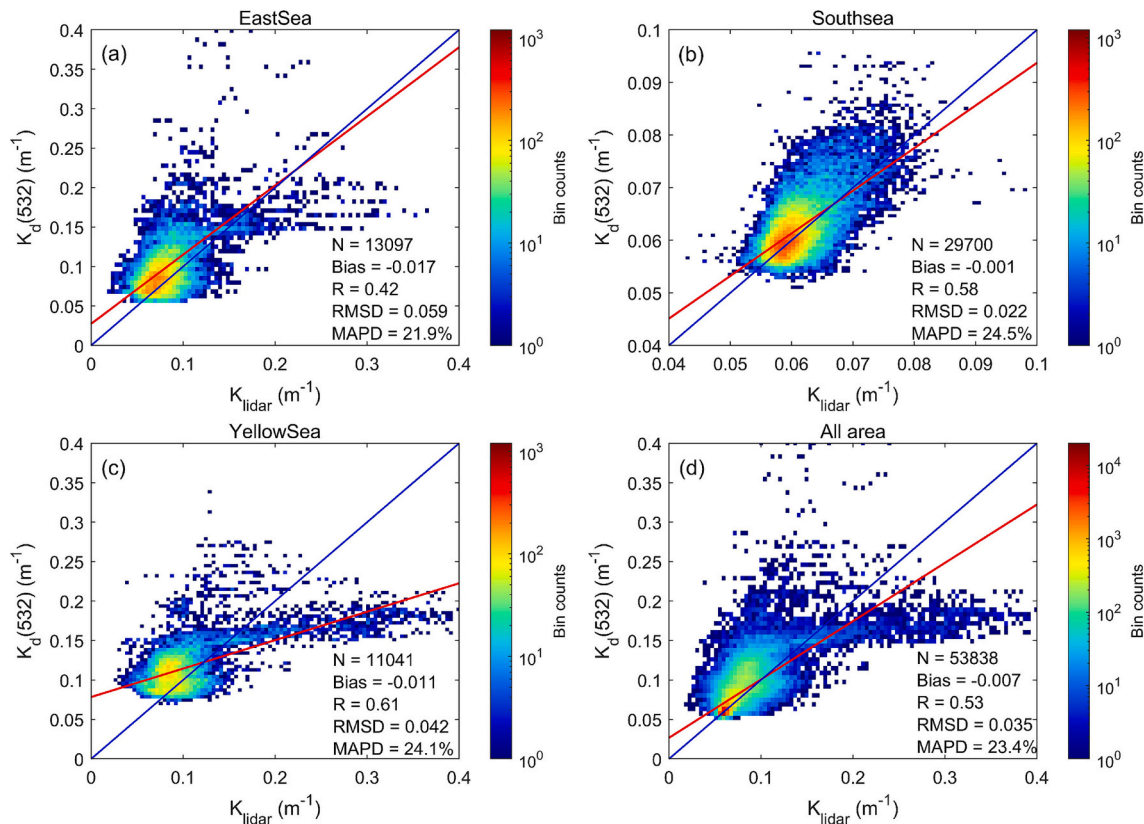 EastSea
(a)
0.4
0.35
0.3
0.25
0.2
0.15
0.1
0.05
0
K_d(532) (m^-1)
0 0.1 0.2 0.3 0.4
K_lidar (m^-1)
N = 13097
Bias = -0.017
R = 0.42
RMSD = 0.059
MAPD = 21.9%
10^3
10^2
10^1
10^0
Bin counts
Southsea
(b)
0.1
0.09
0.08
0.07
0.06
0.05
0.04
K_d(532) (m^-1)
0.04 0.05 0.06 0.07 0.08 0.09 0.1
K_lidar (m^-1)
N = 29700
Bias = -0.001
R = 0.58
RMSD = 0.022
MAPD = 24.5%
10^3
10^2
10^1
10^0
Bin counts
YellowSea
(c)
0.4
0.35
0.3
0.25
0.2
0.15
0.1
0.05
0
K_d(532) (m^-1)
0 0.1 0.2 0.3 0.4
K_lidar (m^-1)
N = 11041
Bias = -0.011
R = 0.61
RMSD = 0.042
MAPD = 24.1%
10^3
10^2
10^1
10^0
Bin counts
All area
(d)
0.4
0.35
0.3
0.25
0.2
0.15
0.1
0.05
0
K_d(532) (m^-1)
0 0.1 0.2 0.3 0.4
K_lidar (m^-1)
N = 53838
Bias = -0.007
R = 0.53
RMSD = 0.035
MAPD = 23.4%
10^4
10^3
10^2
10^1
10^0
Bin counts